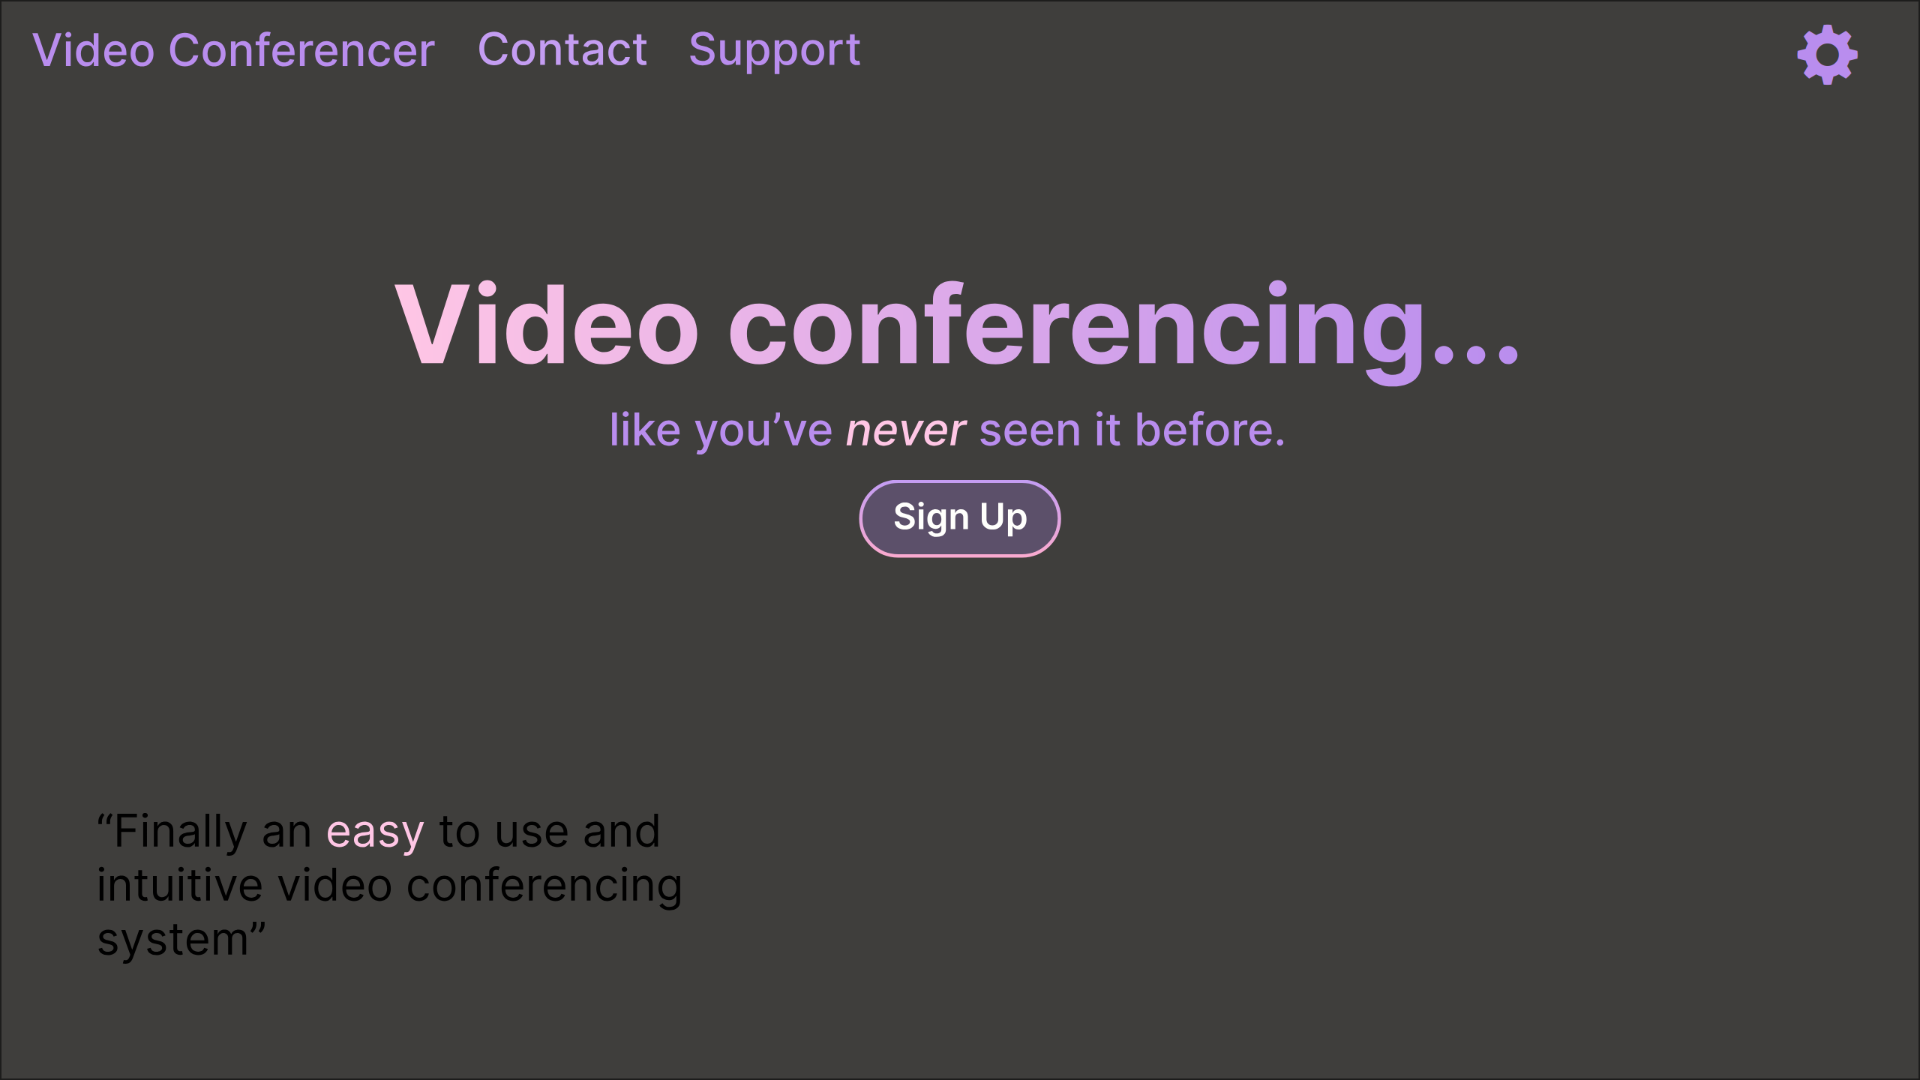 Video Conferencer Contact Support
Video conferencing...
like you’ve never seen it before.
Sign Up
“Finally an easy to use and
intuitive video conferencing
system”